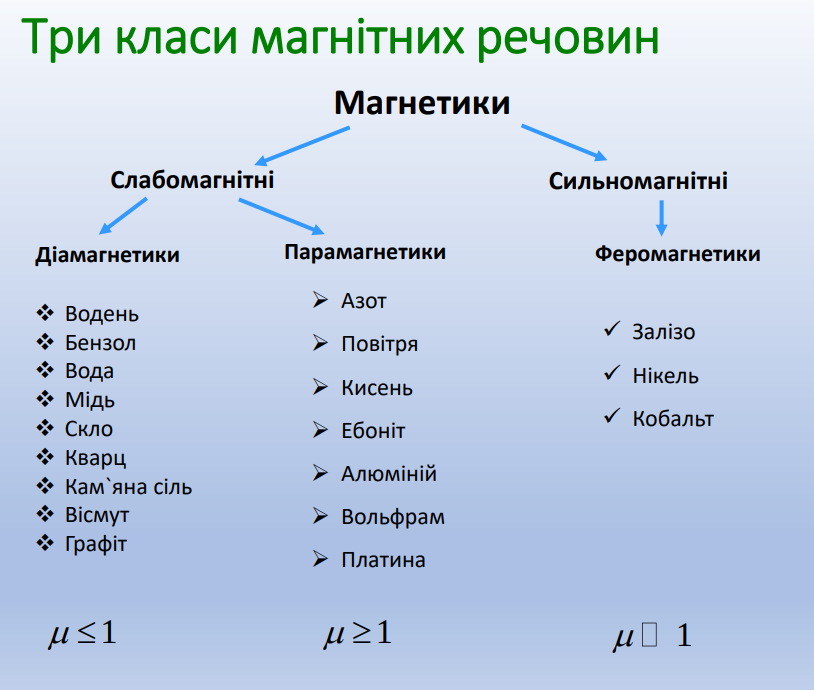 Три класи магнітних речовин
Магнетики
Слабомагнітні
Сильномагнітні
Діамагнетики
Парамагнетики
Феромагнетики
Водень
Бензол
Вода
Мідь
Скло
Кварц
Кам`яна сіль
Вісмут
Графіт
Азот
Повітря
Кисень
Ебоніт
Алюміній
Вольфрам
Платина
Залізо
Нікель
Кобальт
μ ≤ 1
μ ≥ 1
μ □ 1